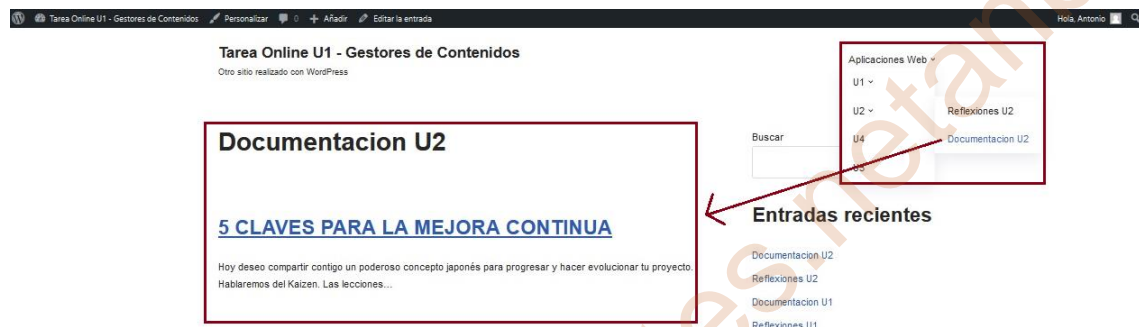 Tarea Online U1 - Gestores de Contenidos Personalizar 0 Añadir Editar la entrada Hola, Antonio
Tarea Online U1 - Gestores de Contenidos
Otro sitio realizado con WordPress
Aplicaciones Web
U1
U2
Reflexiones U2
U4
Documentacion U2
U5
Documentacion U2
5 CLAVES PARA LA MEJORA CONTINUA
Hoy deseo compartir contigo un poderoso concepto japonés para progresar y hacer evolucionar tu proyecto.
Hablaremos del Kaizen. Las lecciones…
Buscar
Entradas recientes
Documentacion U2
Reflexiones U2
Documentacion U1
Reflexiones U1